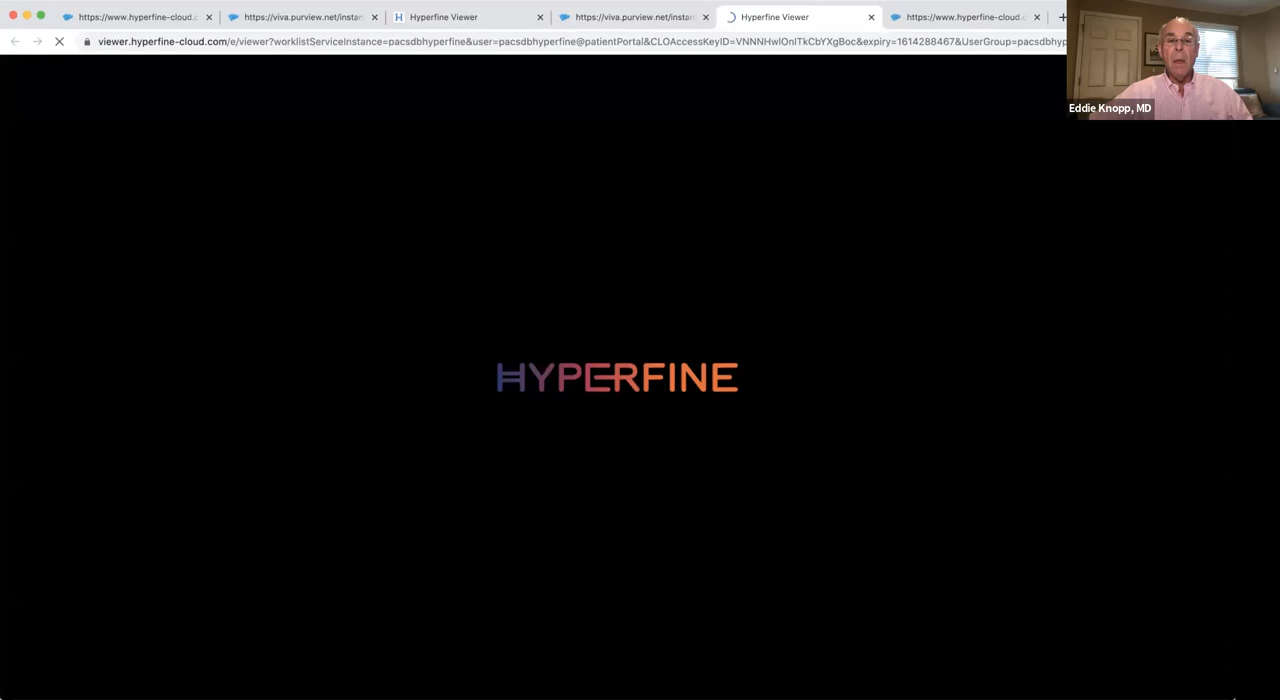 https://www.hyperfine-cloud.c
https://viva.purview.net/instan
Hyperfine Viewer
https://viva.purview.net/instan
Hyperfine Viewer
https://www.hyperfine-cloud.c
viewer.hyperfine-cloud.com/e/viewer?worklistServiceInstance=pacsdbhyperfine&user=pacsdbhyperfine@patientPortal&CLOAccessKeyID=VNNNHwlOnITkCbYXgBoc&expiry=1614288467&UserGroup=pacsdbhyp
Eddie Knopp, MD
HYPERFINE